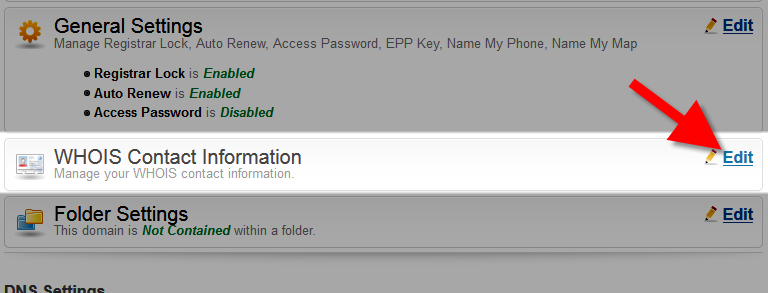 General Settings
Edit
Manage Registrar Lock, Auto Renew, Access Password, EPP Key, Name My Phone, Name My Map
Registrar Lock is Enabled
Auto Renew is Enabled
Access Password is Disabled
WHOIS Contact Information
Edit
Manage your WHOIS contact information.
Folder Settings
Edit
This domain is Not Contained within a folder.
DNS Settings